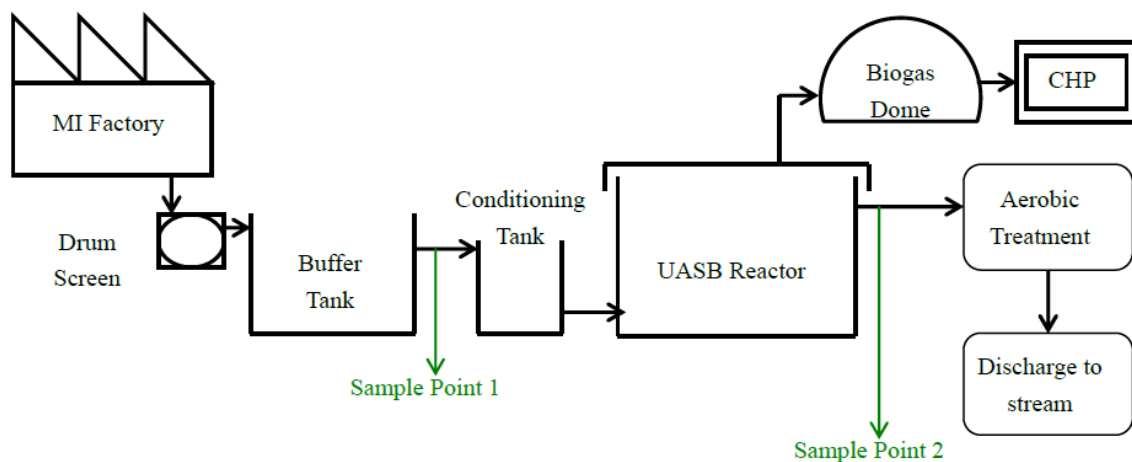 MI Factory
Drum
Screen
Buffer
Tank
Sample Point 1
Conditioning
Tank
UASB Reactor
Biogas
Dome
CHP
Aerobic
Treatment
Discharge to
stream
Sample Point 2